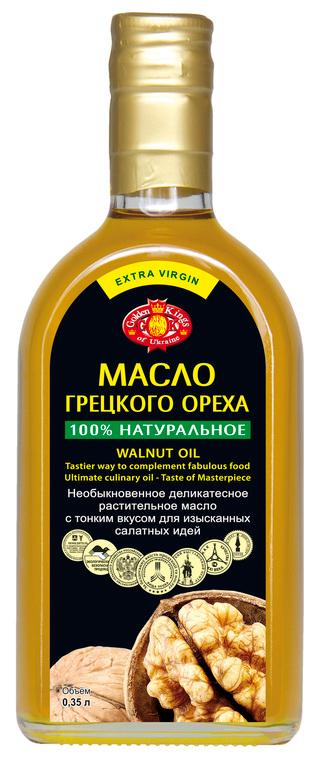 EXTRA VIRGIN
Golden Kings
of Ukraine
МАСЛО
ГРЕЦКОГО ОРЕХА
100% НАТУРАЛЬНОЕ
WALNUT OIL
Tastier way to complement fabulous food
Ultimate culinary oil - Taste of Masterpiece
Необыкновенное деликатесное
растительное масло
с тонким вкусом для изысканных
салатных идей
Объем
0,35 л